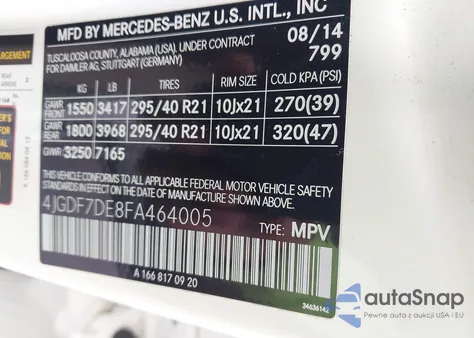 MFD BY MERCEDES-BENZ U.S. INTL., INC
TUSCALOOSA COUNTY, ALABAMA (USA), UNDER CONTRACT
FOR DAIMLER AG, STUTTGART (GERMANY)
08/14
799
KG LB TIRES RIM SIZE COLD KPA (PSI)
GAWR FRONT 1550 3417 295/40 R21 10Jx21 270(39)
GAWR REAR 1800 3968 295/40 R21 10Jx21 320(47)
GVWR 3250 7165
THIS VEHICLE CONFORMS TO ALL APPLICABLE FEDERAL MOTOR VEHICLE SAFETY
STANDARDS IN EFFECT ON THE DATE OF MANUFACTURE SHOWN ABOVE.
4JGDF7DE8FA464005 TYPE: MPV
A 166 817 09 20
34636142
autoSnap
Pewne auta z aukcji USA i EU